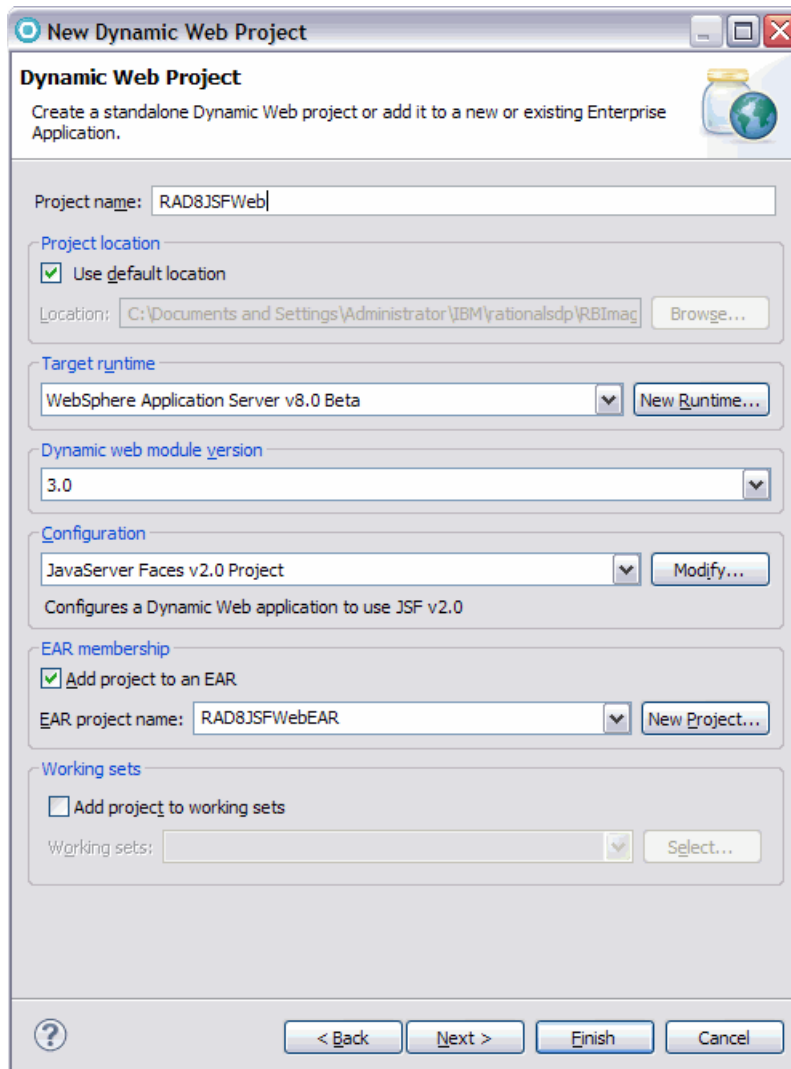 New Dynamic Web Project
Dynamic Web Project
Create a standalone Dynamic Web project or add it to a new or existing Enterprise
Application.
Project name: RAD8JSFWeb
Project location
Use default location
Location: C:\Documents and Settings\Administrator\IBM\rationalsdp\RBImag Browse...
Target runtime
WebSphere Application Server v8.0 Beta New Runtime...
Dynamic web module version
3.0
Configuration
JavaServer Faces v2.0 Project Modify...
Configures a Dynamic Web application to use JSF v2.0
EAR membership
Add project to an EAR
EAR project name: RAD8JSFWebEAR New Project...
Working sets
Add project to working sets
Working sets: Select...
? < Back Next > Finish Cancel